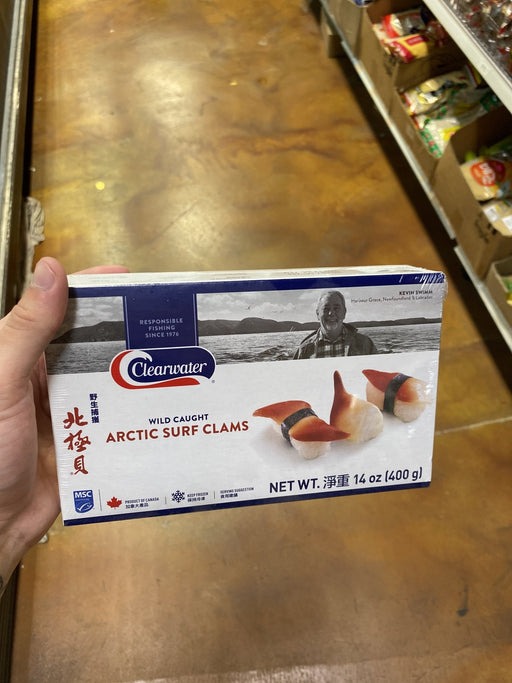 KEVIN SWIMM
Harbour Grace, Newfoundland & Labrador
RESPONSIBLE
FISHING
SINCE 1976
Clearwater®
野生捕獲
北極貝
WILD CAUGHT
ARCTIC SURF CLAMS
MSC
PRODUCT OF CANADA
加拿大產品
KEEP FROZEN
保持冷凍
SERVING SUGGESTION
食用建議
NET WT. 淨重 14 oz (400 g)